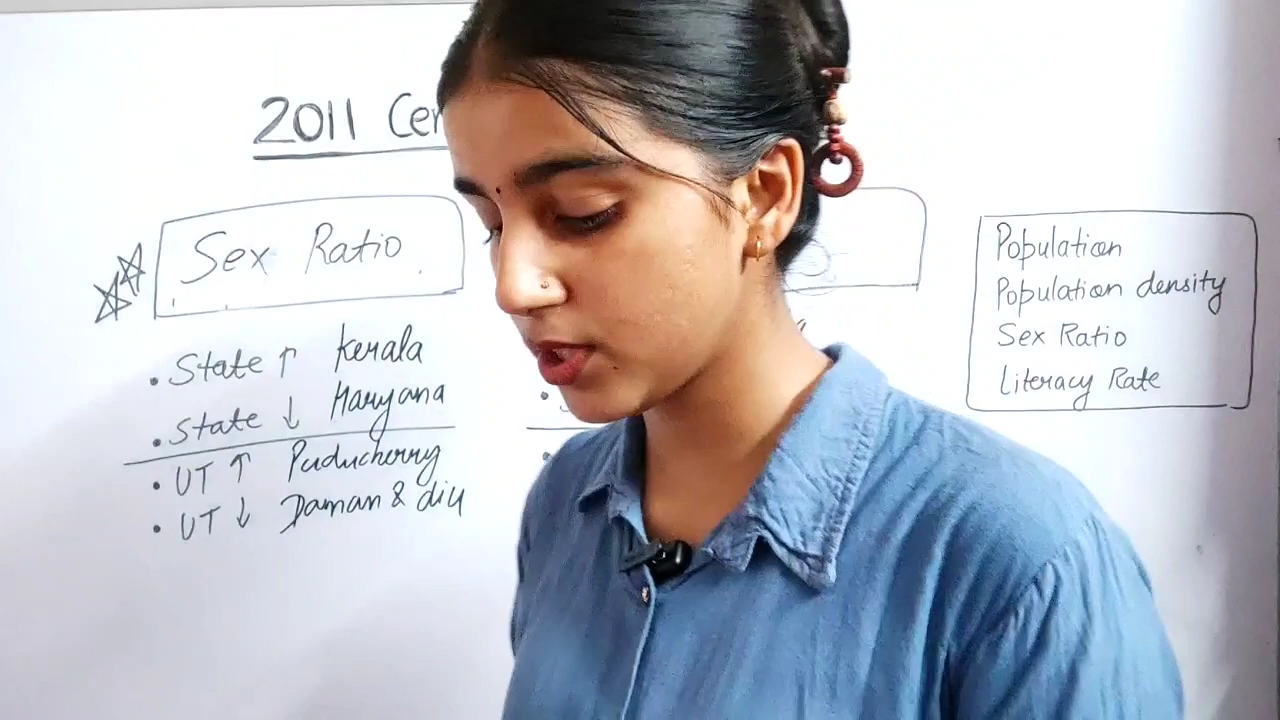 2011 Cen
Sex Ratio
• State ↑ Kerala
• State ↓ Haryana
• UT ↑ Puducherry
• UT ↓ Daman & diu
Population
Population density
Sex Ratio
Literacy Rate